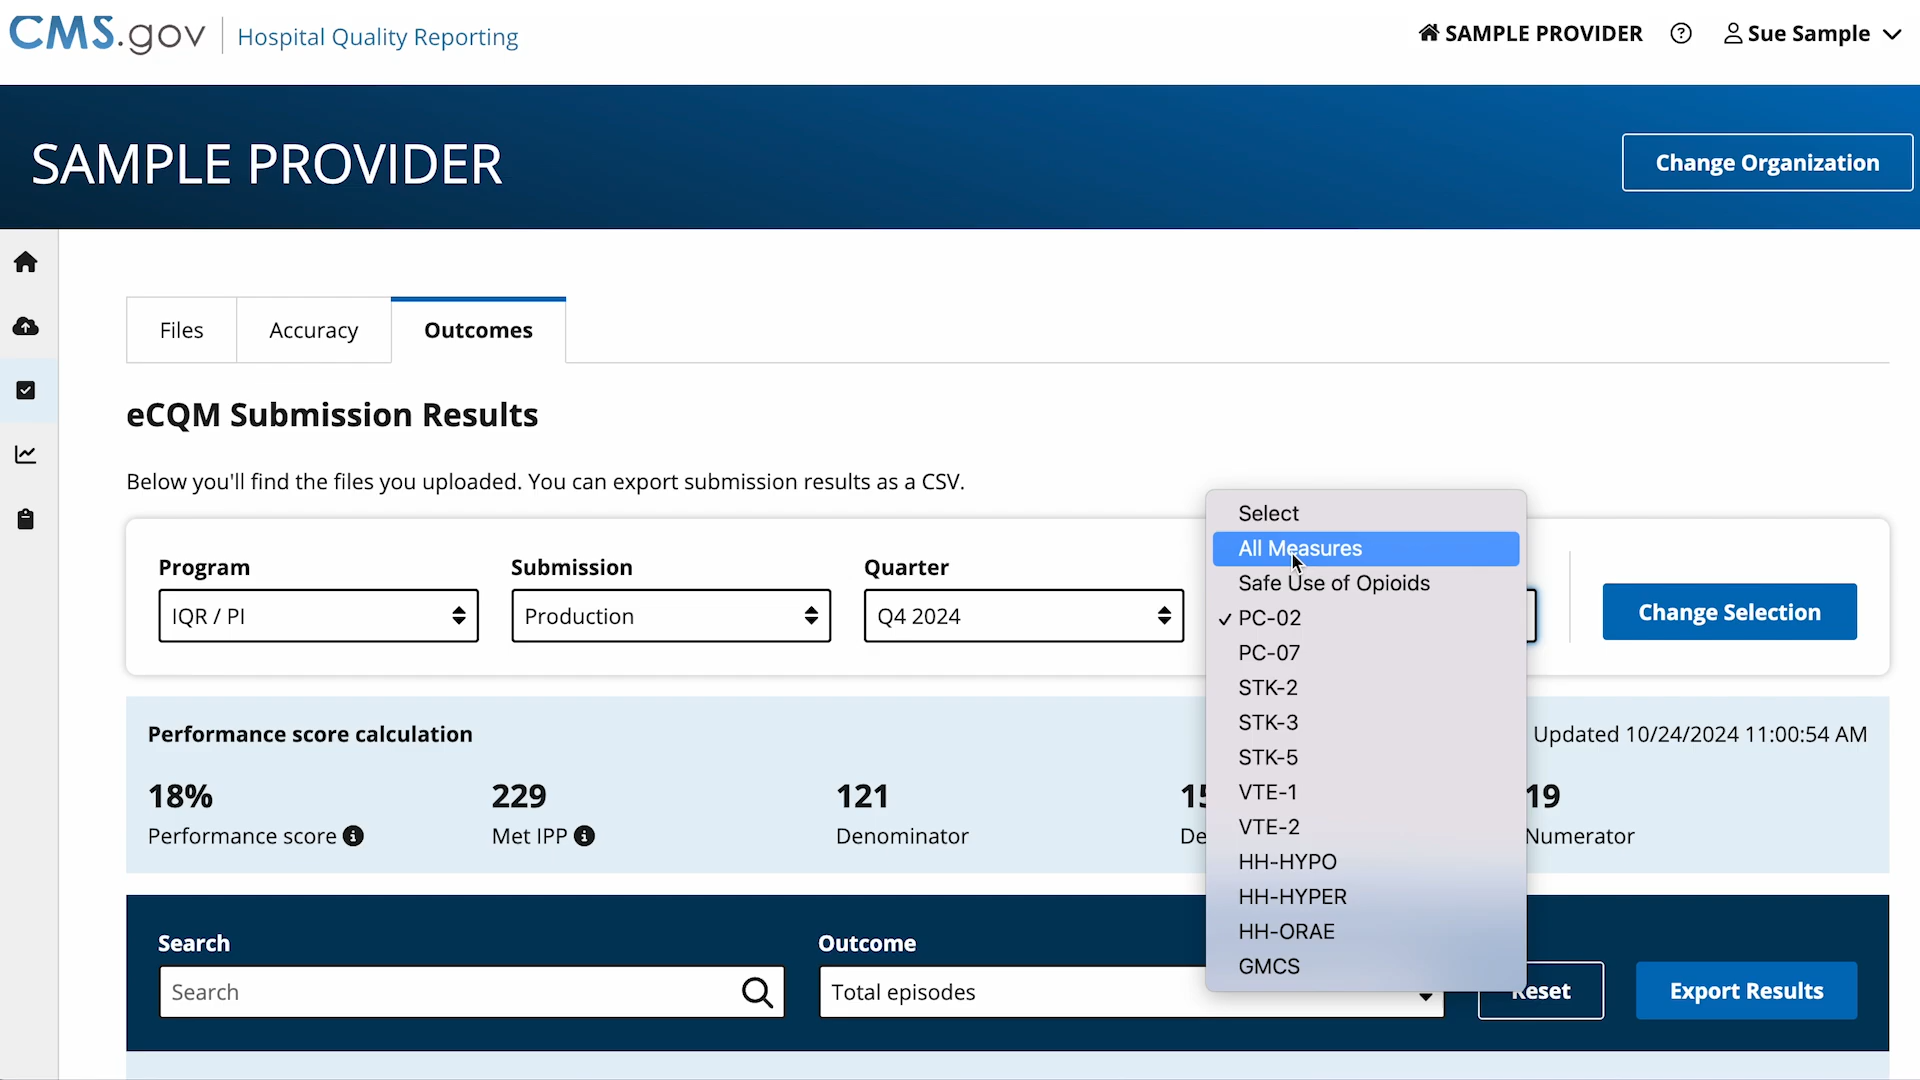 CMS.gov Hospital Quality Reporting
SAMPLE PROVIDER
Sue Sample
SAMPLE PROVIDER
Change Organization
Files
Accuracy
Outcomes
eCQM Submission Results
Below you'll find the files you uploaded. You can export submission results as a CSV.
Program
IQR / PI
Submission
Production
Quarter
Q4 2024
Select
All Measures
Safe Use of Opioids
✓ PC-02
PC-07
STK-2
STK-3
STK-5
VTE-1
VTE-2
HH-HYPO
HH-HYPER
HH-ORAE
GMCS
Change Selection
Performance score calculation
Updated 10/24/2024 11:00:54 AM
18%
Performance score
229
Met IPP
121
Denominator
19
Numerator
Search
Search
Outcome
Total episodes
Reset
Export Results